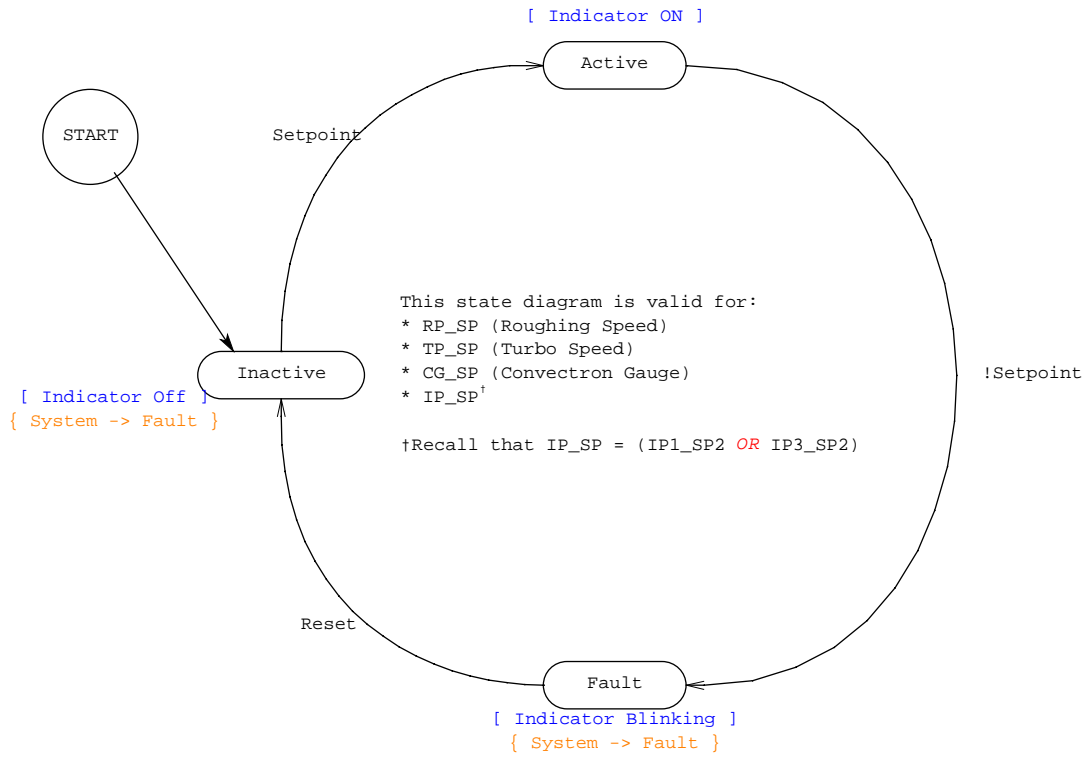 [ Indicator ON ]
Active
START
Setpoint
This state diagram is valid for:
* RP_SP (Roughing Speed)
* TP_SP (Turbo Speed)
* CG_SP (Convectron Gauge)
* IP_SP†
†Recall that IP_SP = (IP1_SP2 OR IP3_SP2)
Inactive
[ Indicator Off ]
{ System -> Fault }
!Setpoint
Reset
Fault
[ Indicator Blinking ]
{ System -> Fault }